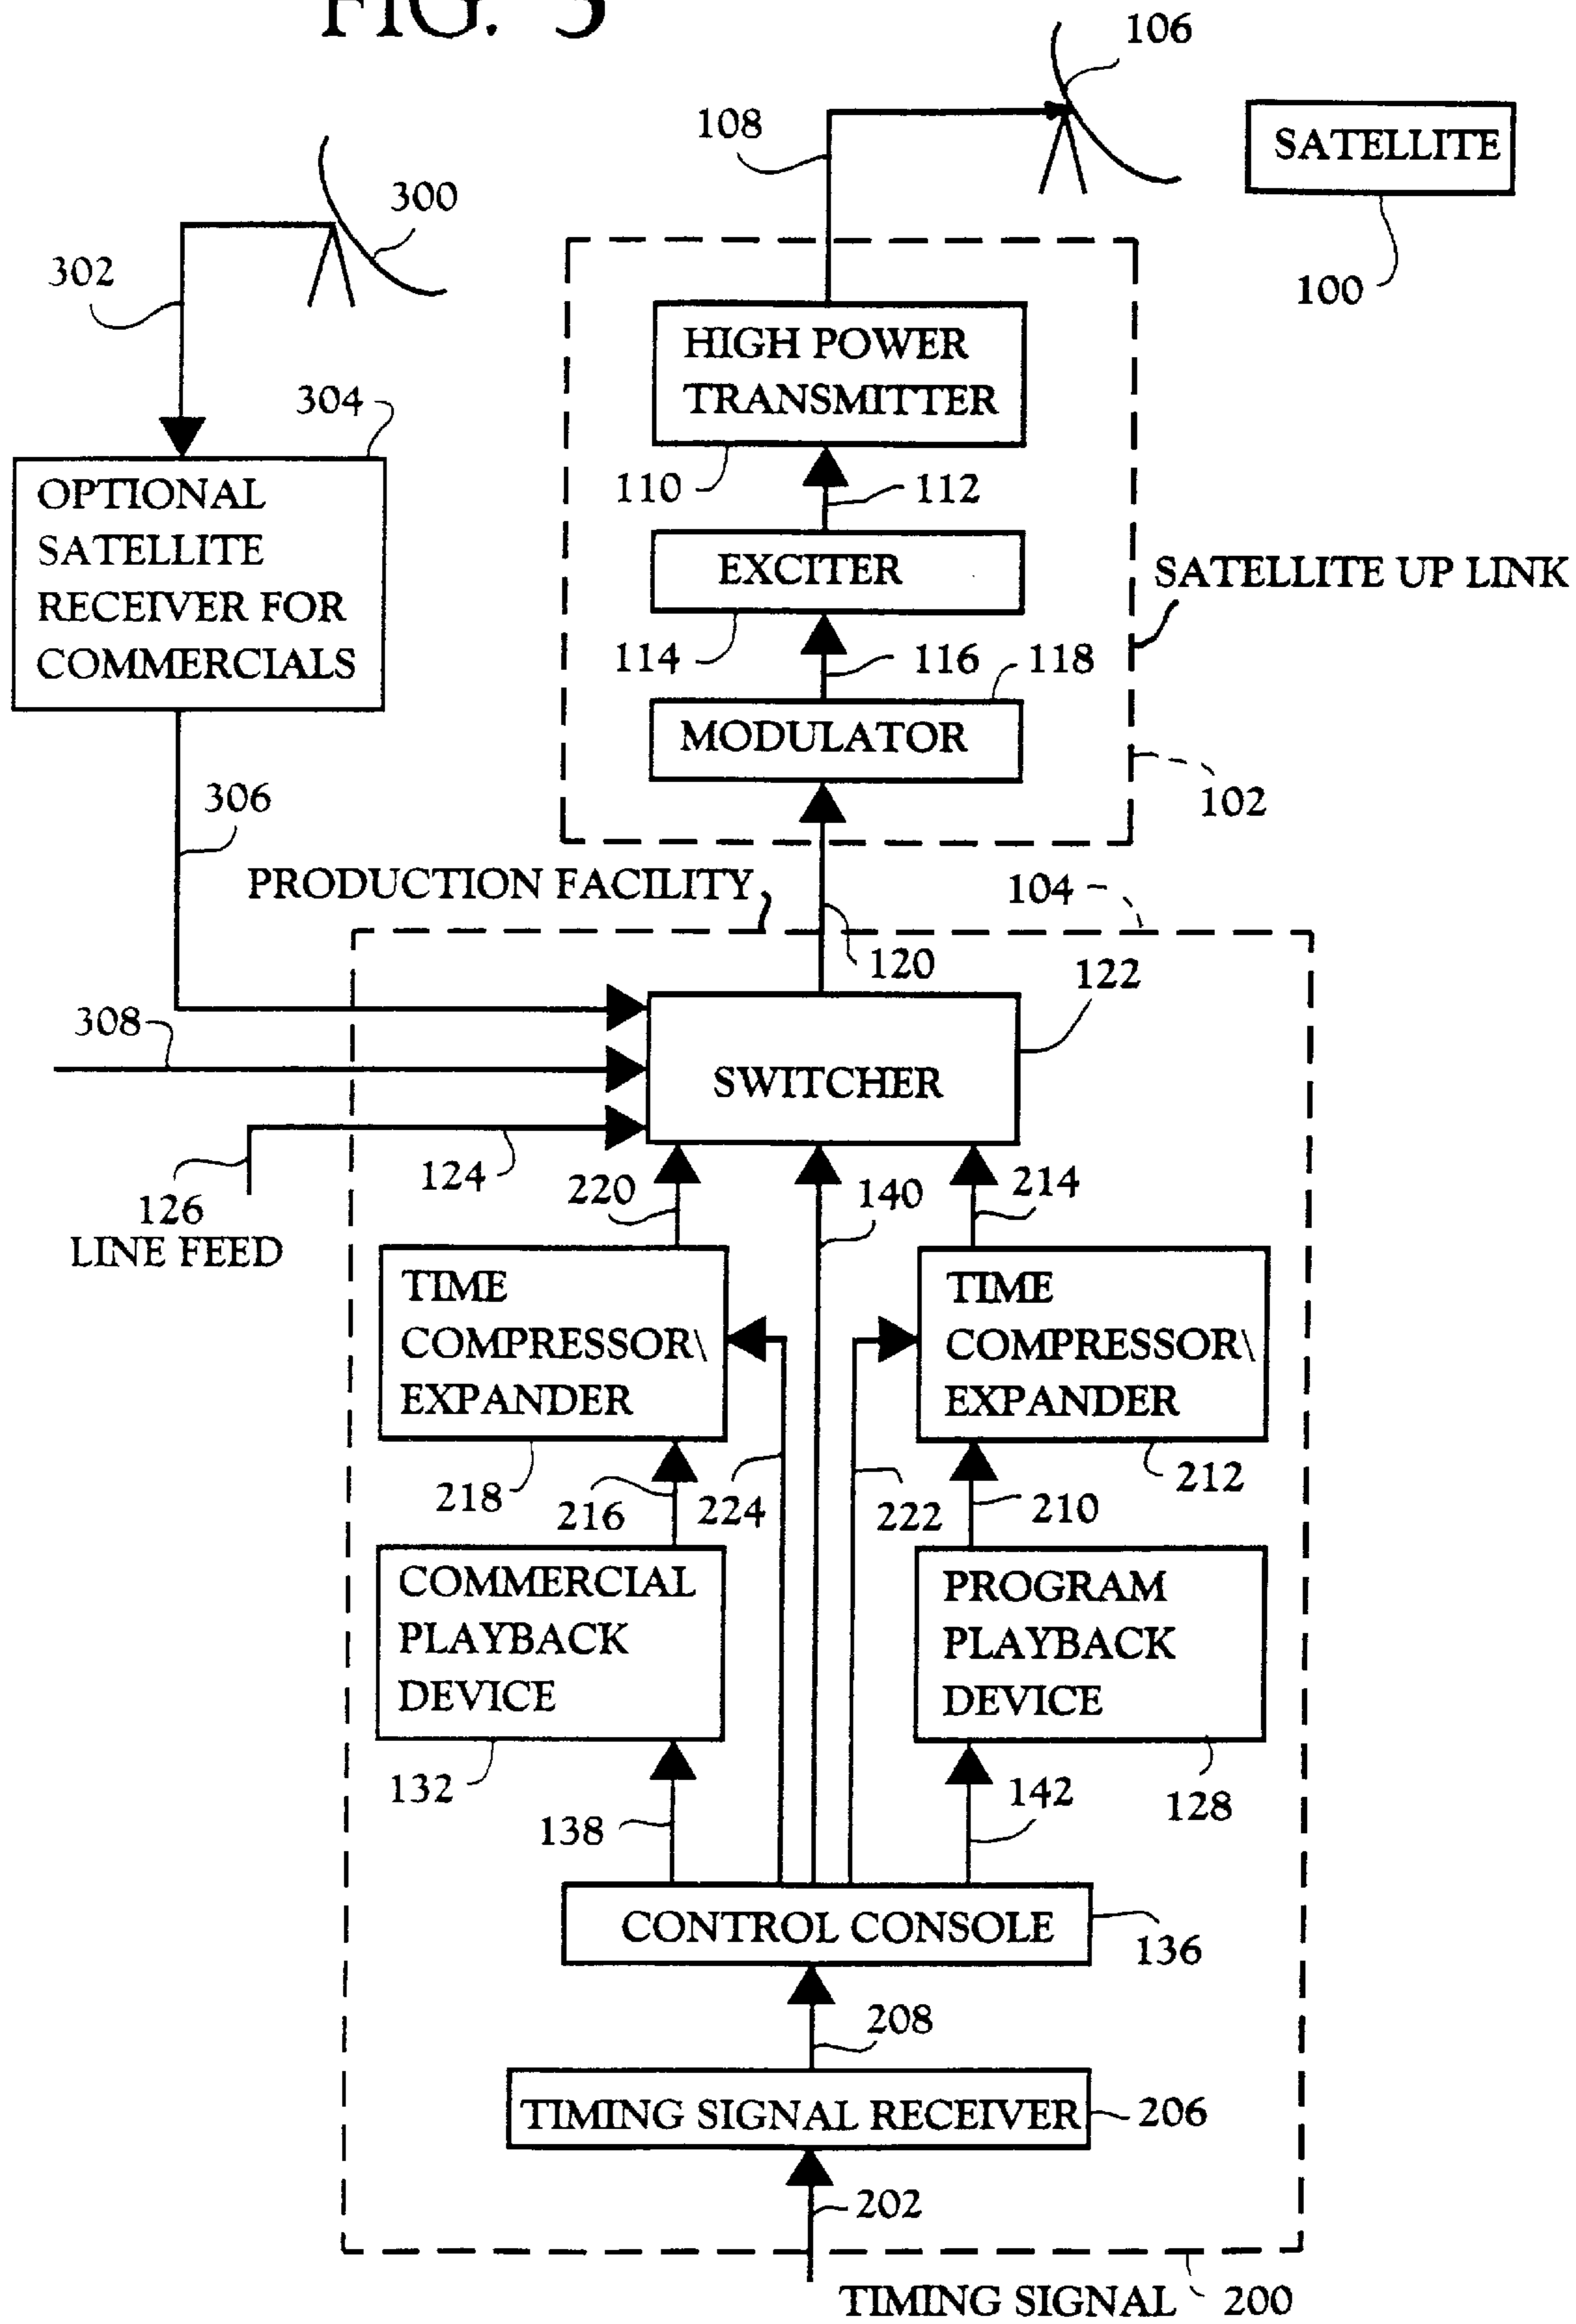 FIG. 3
106
108
SATELLITE
300
302
100
HIGH POWER
TRANSMITTER
304
110
112
OPTIONAL
SATELLITE
RECEIVER FOR
COMMERCIALS
EXCITER
SATELLITE UP LINK
114
116
118
MODULATOR
306
102
PRODUCTION FACILITY
104
120
122
308
SWITCHER
124
126
LINE FEED
220
140
214
TIME
COMPRESSOR\
EXPANDER
TIME
COMPRESSOR\
EXPANDER
218
216
224
222
210
212
COMMERCIAL
PLAYBACK
DEVICE
PROGRAM
PLAYBACK
DEVICE
132
138
142
128
CONTROL CONSOLE
136
208
TIMING SIGNAL RECEIVER
206
202
TIMING SIGNAL
200